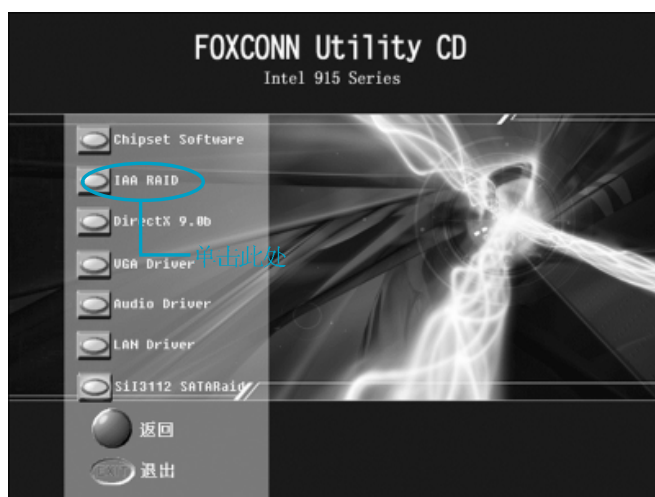 FOXCONN Utility CD
Intel 915 Series
Chipset Software
IAA RAID
DirectX 9.0b
单击此处
VGA Driver
Audio Driver
LAN Driver
SiI3112 SATARaid
返回
EXIT 退出